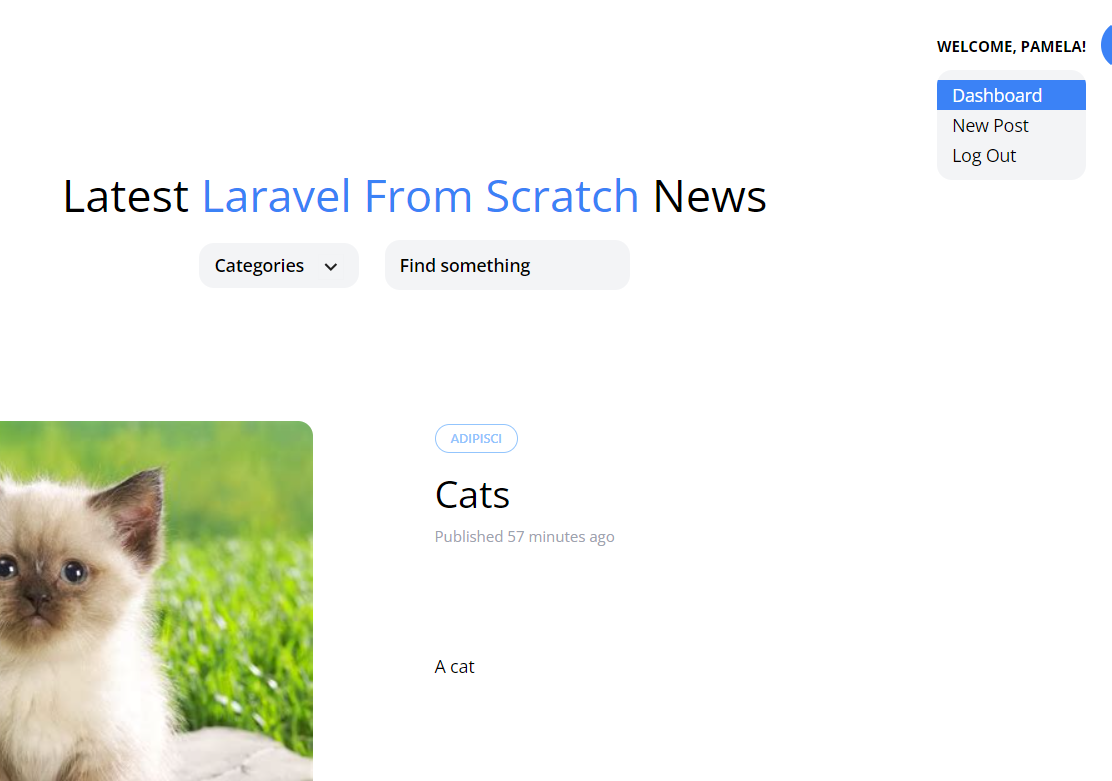 WELCOME, PAMELA!
Dashboard
New Post
Log Out
Latest Laravel From Scratch News
Categories
Find something
ADIPISCI
Cats
Published 57 minutes ago
A cat